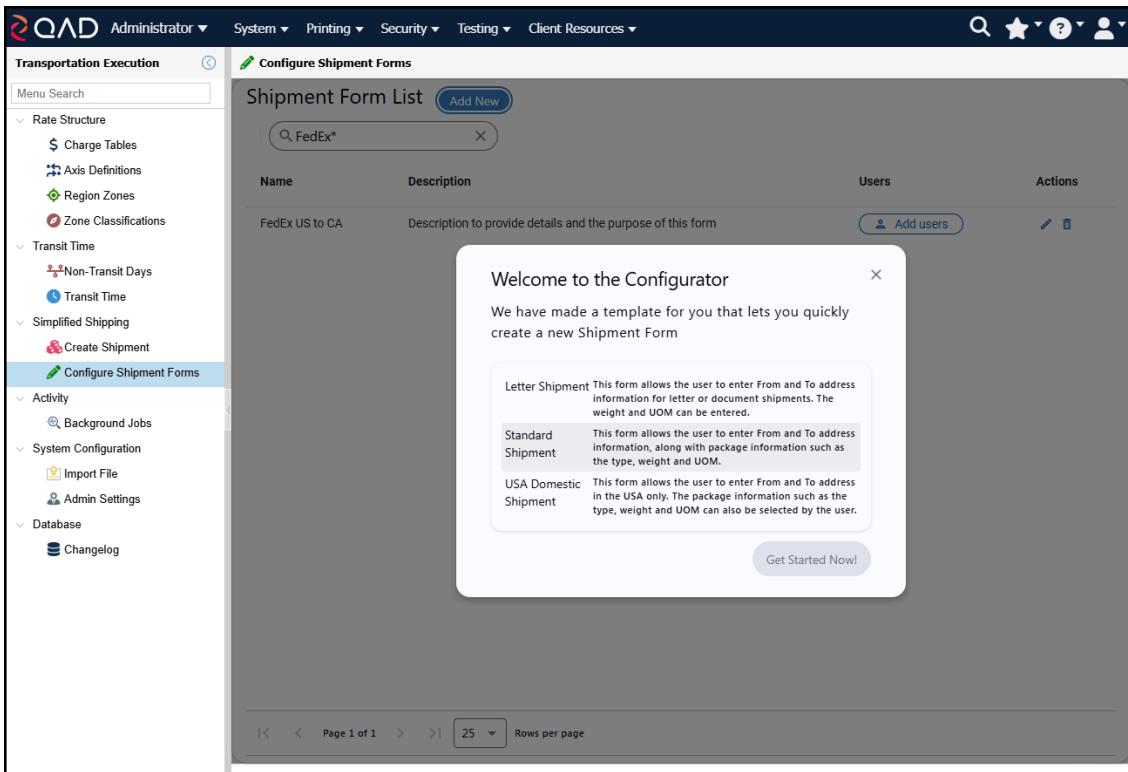 QAD Administrator System Printing Security Testing Client Resources
Transportation Execution
Configure Shipment Forms
Menu Search
Rate Structure
Charge Tables
Axis Definitions
Region Zones
Zone Classifications
Transit Time
Non-Transit Days
Transit Time
Simplified Shipping
Create Shipment
Configure Shipment Forms
Activity
Background Jobs
System Configuration
Import File
Admin Settings
Database
Changelog
Shipment Form List Add New
FedEx*
Name Description Users Actions
FedEx US to CA Description to provide details and the purpose of this form Add users
Welcome to the Configurator
We have made a template for you that lets you quickly
create a new Shipment Form
Letter Shipment This form allows the user to enter From and To address
information for letter or document shipments. The
weight and UOM can be entered.
Standard This form allows the user to enter From and To address
Shipment information, along with package information such as
the type, weight and UOM.
USA Domestic This form allows the user to enter From and To address
Shipment in the USA only. The package information such as the
type, weight and UOM can also be selected by the user.
Get Started Now!
Page 1 of 1 25 Rows per page